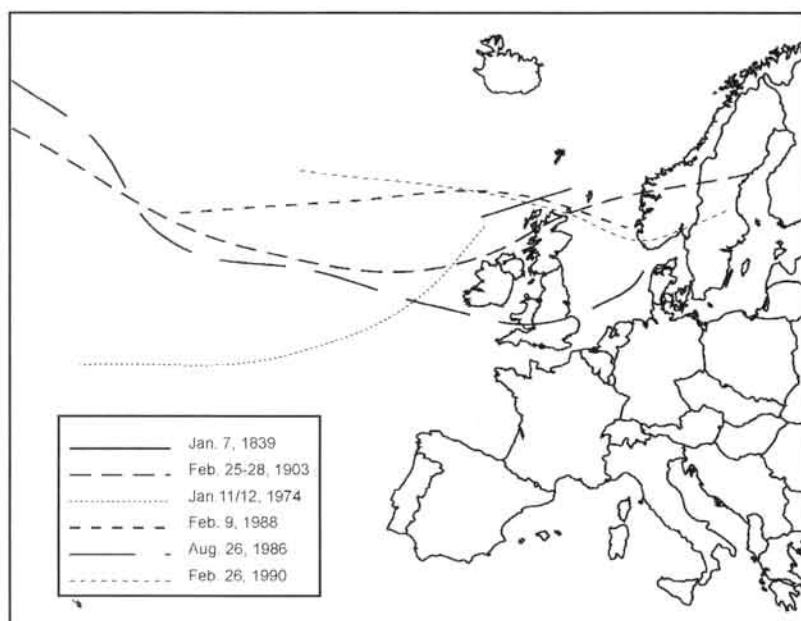 Jan. 7, 1839
Feb. 25-28, 1903
Jan.11/12, 1974
Feb. 9, 1988
Aug. 26, 1986
Feb. 26, 1990